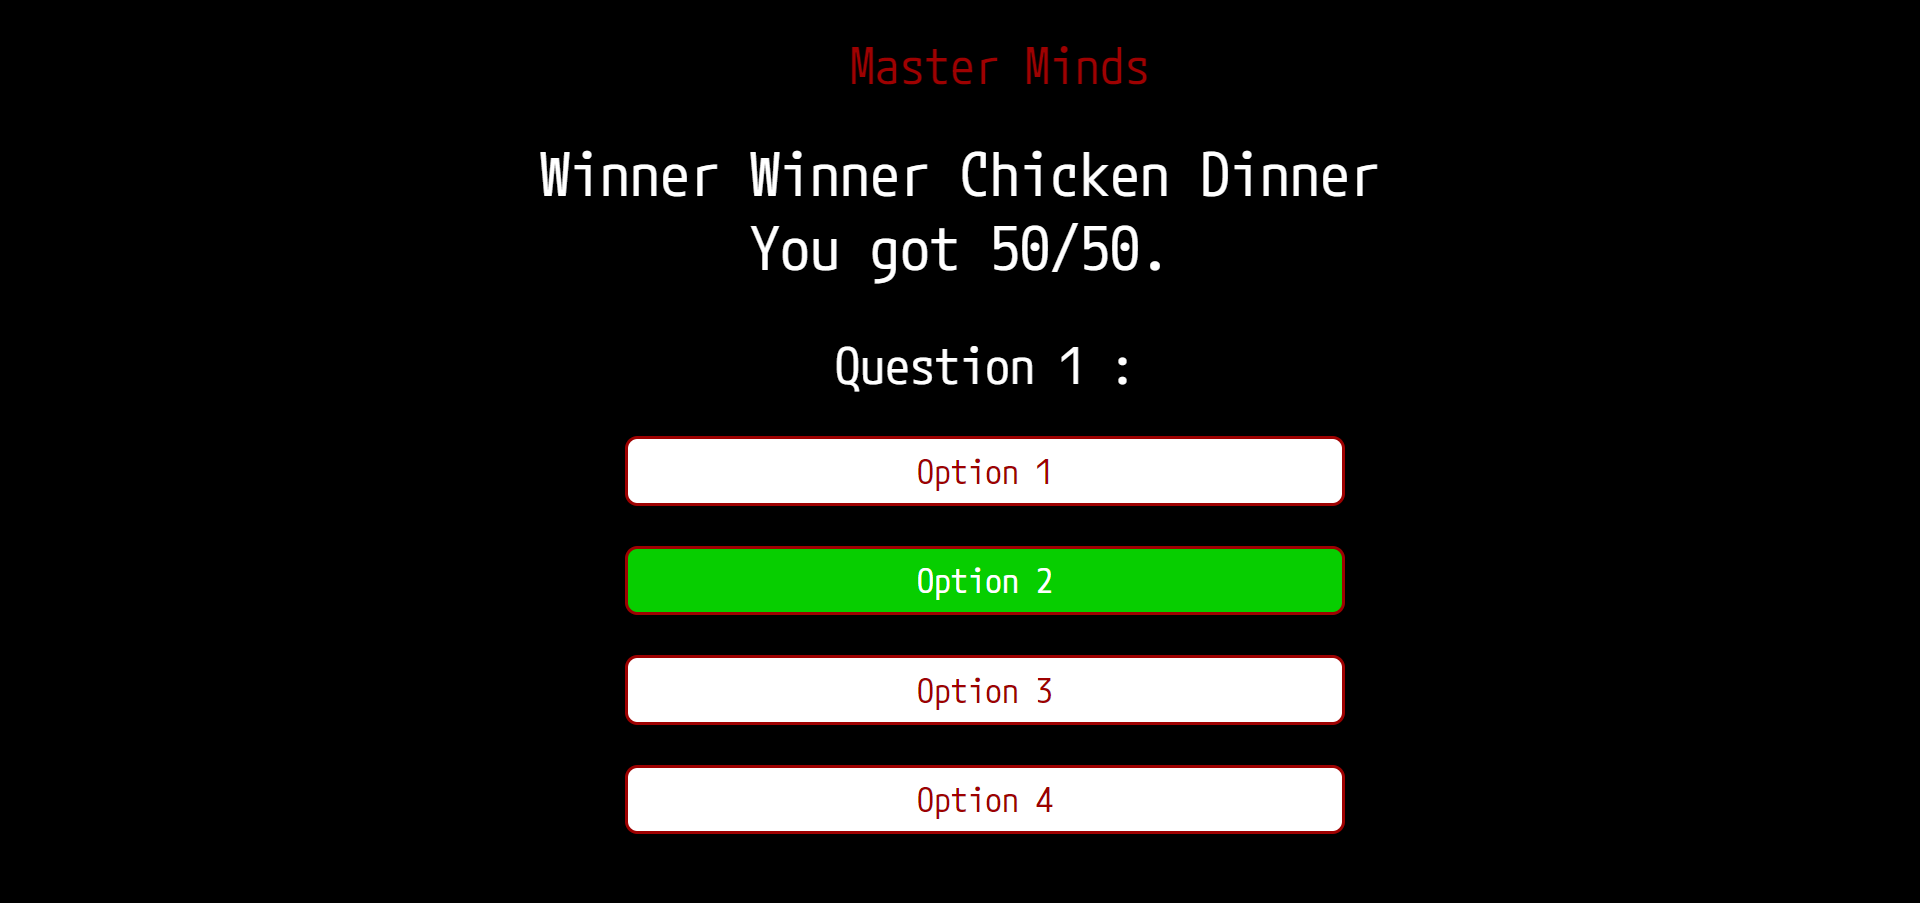 Master Minds
Winner Winner Chicken Dinner
You got 50/50.
Question 1 :
Option 1
Option 2
Option 3
Option 4